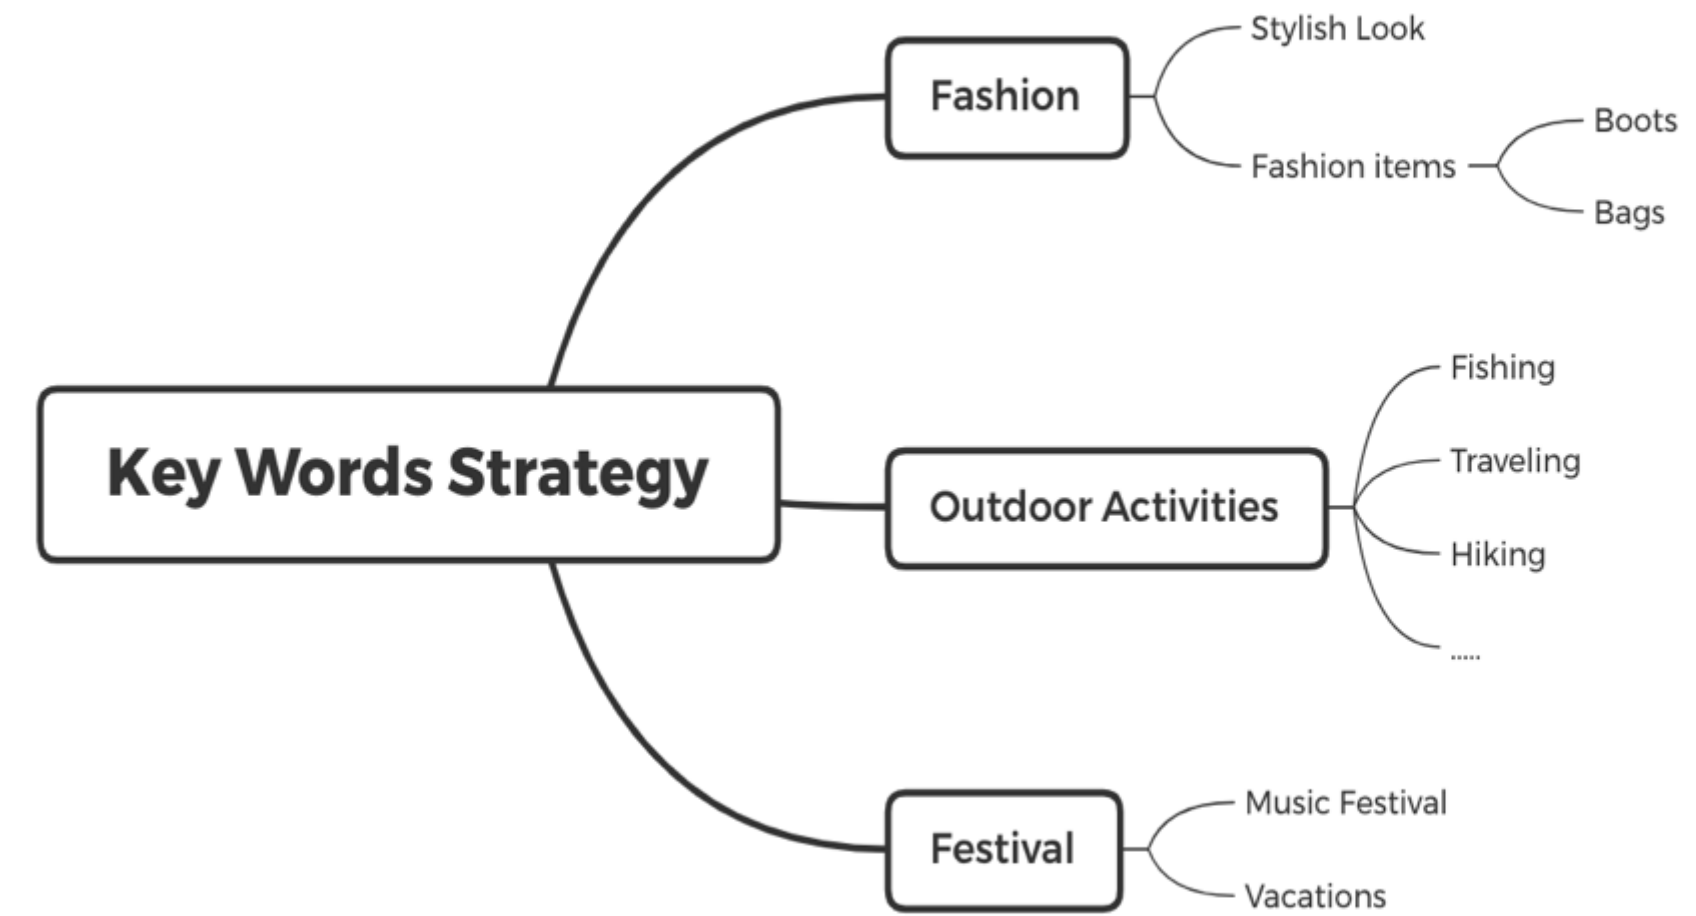 Stylish Look
Fashion
Boots
Fashion items
Bags
Fishing
Key Words Strategy
Traveling
Outdoor Activities
Hiking
.....
Music Festival
Festival
Vacations